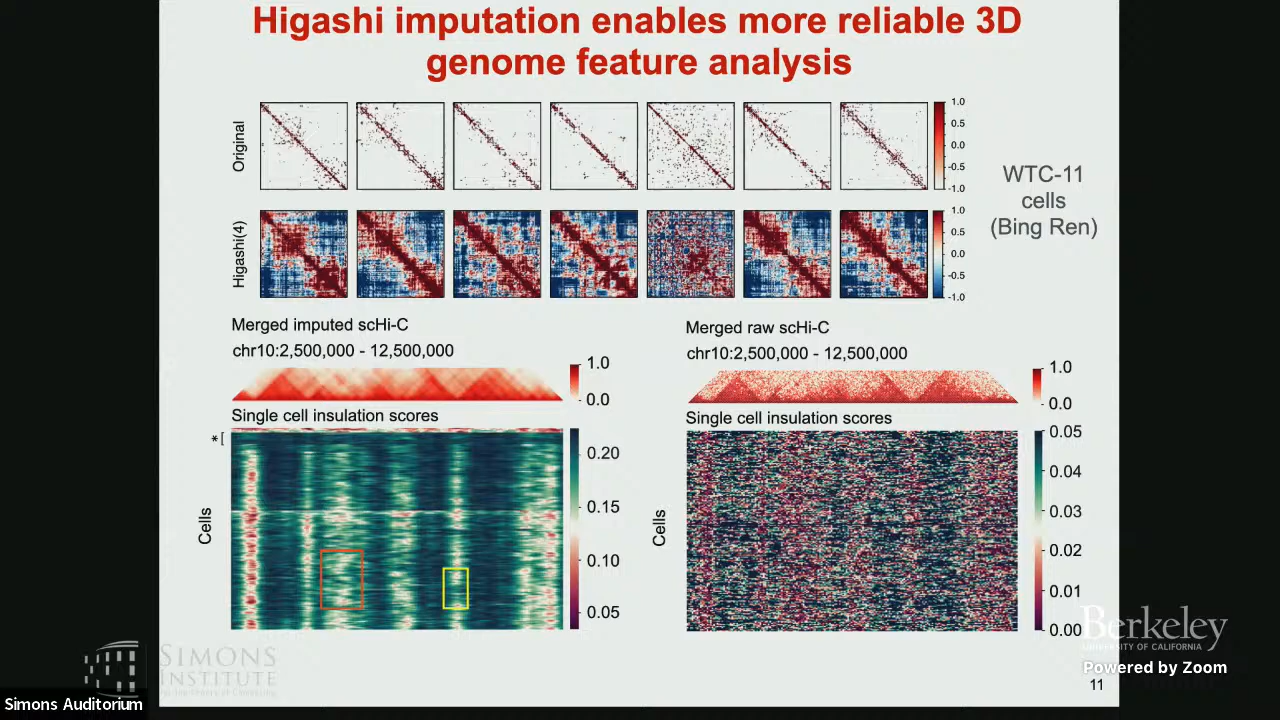 Higashi imputation enables more reliable 3D
genome feature analysis
Original
1.0
0.5
0.0
-0.5
-1.0
WTC-11
cells
(Bing Ren)
Higashi(4)
1.0
0.5
0.0
-0.5
-1.0
Merged imputed scHi-C
chr10:2,500,000 - 12,500,000
1.0
0.0
Single cell insulation scores
*[
Cells
0.20
0.15
0.10
0.05
Merged raw scHi-C
chr10:2,500,000 - 12,500,000
1.0
0.0
Single cell insulation scores
Cells
0.05
0.04
0.03
0.02
0.01
0.00
Berkeley
UNIVERSITY OF CALIFORNIA
Powered by Zoom
11
SIMONS
INSTITUTE
for the Theory of Computing
Simons Auditorium